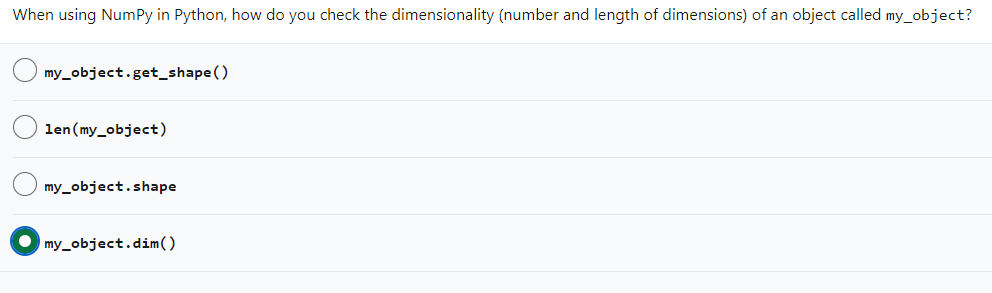 When using NumPy in Python, how do you check the dimensionality (number and length of dimensions) of an object called my_object?
my_object.get_shape()
len(my_object)
my_object.shape
my_object.dim()